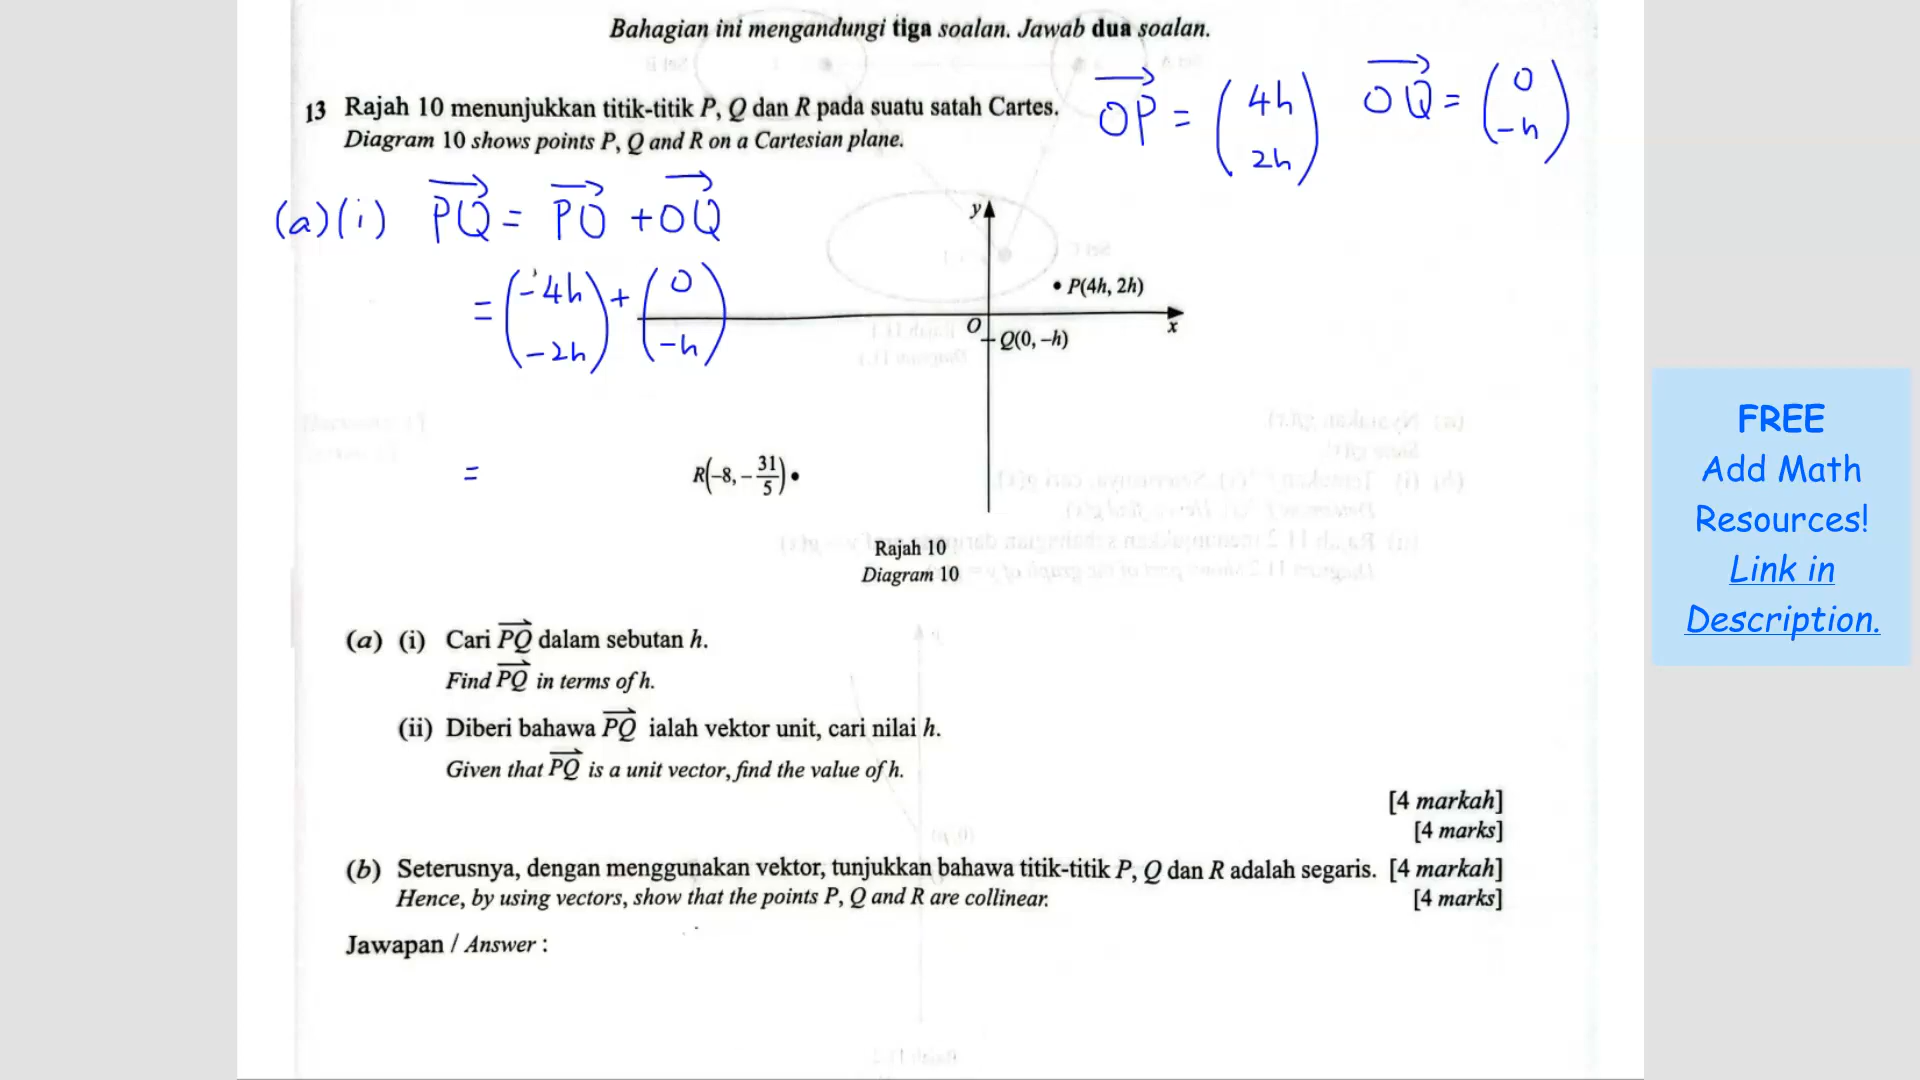 Bahagian ini mengandungi tiga soalan. Jawab dua soalan.
13 Rajah 10 menunjukkan titik-titik P, Q dan R pada suatu satah Cartes.
Diagram 10 shows points P, Q and R on a Cartesian plane.
OP = (4h 2h) OQ = (0 -h)
(a)(i) PQ = PO + OQ
= (-4h -2h) + (0 -h)
=
y
P(4h, 2h)
O
x
Q(0, –h)
R(–8, –31/5)
Rajah 10
Diagram 10
(a) (i) Cari PQ dalam sebutan h.
Find PQ in terms of h.
(ii) Diberi bahawa PQ ialah vektor unit, cari nilai h.
Given that PQ is a unit vector, find the value of h.
[4 markah]
[4 marks]
(b) Seterusnya, dengan menggunakan vektor, tunjukkan bahawa titik-titik P, Q dan R adalah segaris. [4 markah]
Hence, by using vectors, show that the points P, Q and R are collinear. [4 marks]
Jawapan / Answer :
FREE
Add Math
Resources!
Link in
Description.